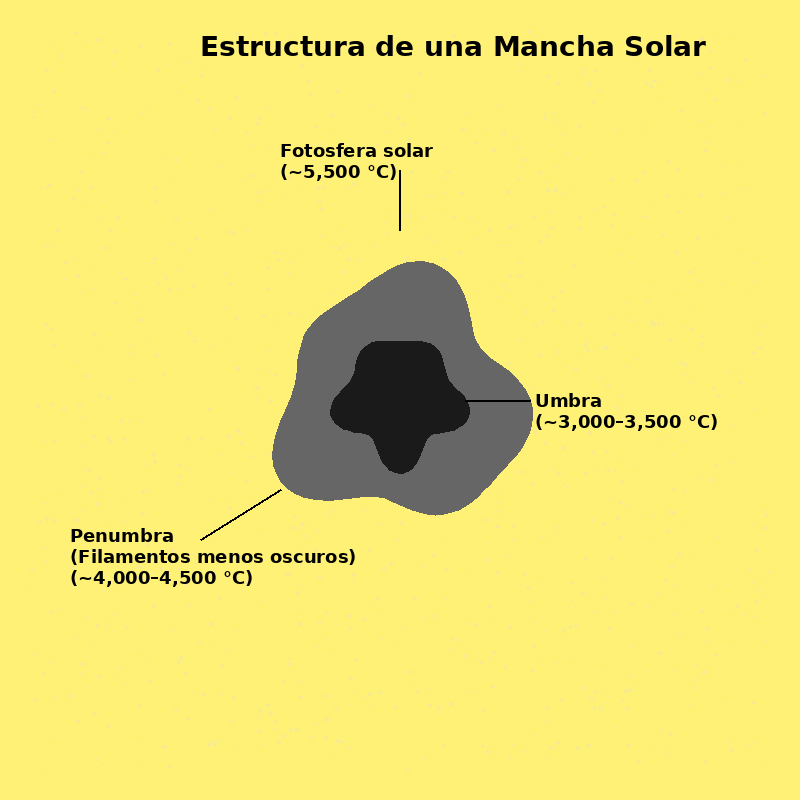 Estructura de una Mancha Solar
Fotosfera solar
(~5,500 °C)
Umbra
(~3,000–3,500 °C)
Penumbra
(Filamentos menos oscuros)
(~4,000–4,500 °C)